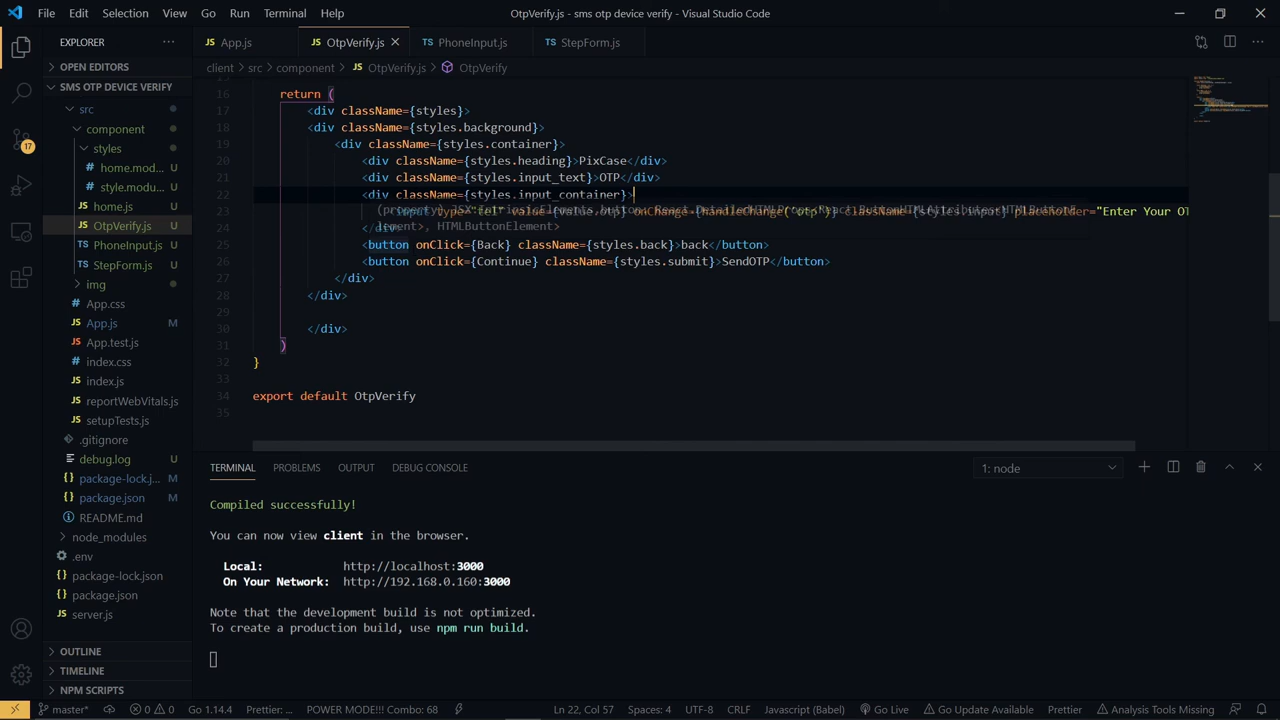 File Edit Selection View Go Run Terminal Help OtpVerify.js - sms otp device verify - Visual Studio Code
EXPLORER
OPEN EDITORS
SMS OTP DEVICE VERIFY
src
component
styles
home.mod... U
style.modu... U
home.js U
OtpVerify.js U
PhoneInput.js U
StepForm.js U
img
App.css
App.js M
App.test.js
index.css
index.js
reportWebVitals.js
setupTests.js
.gitignore
debug.log U
package-lock.j... M
package.json M
README.md
node_modules
.env
package-lock.json
package.json
server.js
OUTLINE
TIMELINE
NPM SCRIPTS
17
JS App.js JS OtpVerify.js TS PhoneInput.js TS StepForm.js
client > src > component > JS OtpVerify.js > OtpVerify
16 return (
17 <div className={styles}>
18 <div className={styles.background}>
19 <div className={styles.container}>
20 <div className={styles.heading}>PixCase</div>
21 <div className={styles.input_text}>OTP</div>
22 <div className={styles.input_container}>
23
24
25 <button onClick={Back} className={styles.back}>back</button>
26 <button onClick={Continue} className={styles.submit}>SendOTP</button>
27 </div>
28 </div>
29
30 </div>
31 )
32 }
33
34 export default OtpVerify
35
TERMINAL PROBLEMS OUTPUT DEBUG CONSOLE 1: node
Compiled successfully!
You can now view client in the browser.
Local: http://localhost:3000
On Your Network: http://192.168.0.160:3000
Note that the development build is not optimized.
To create a production build, use npm run build.
master* 0 0 Go 1.14.4 Prettier: ... POWER MODE!!! Combo: 68 Ln 22, Col 57 Spaces: 4 UTF-8 CRLF Javascript (Babel) Go Live Go Update Available Prettier Analysis Tools Missing